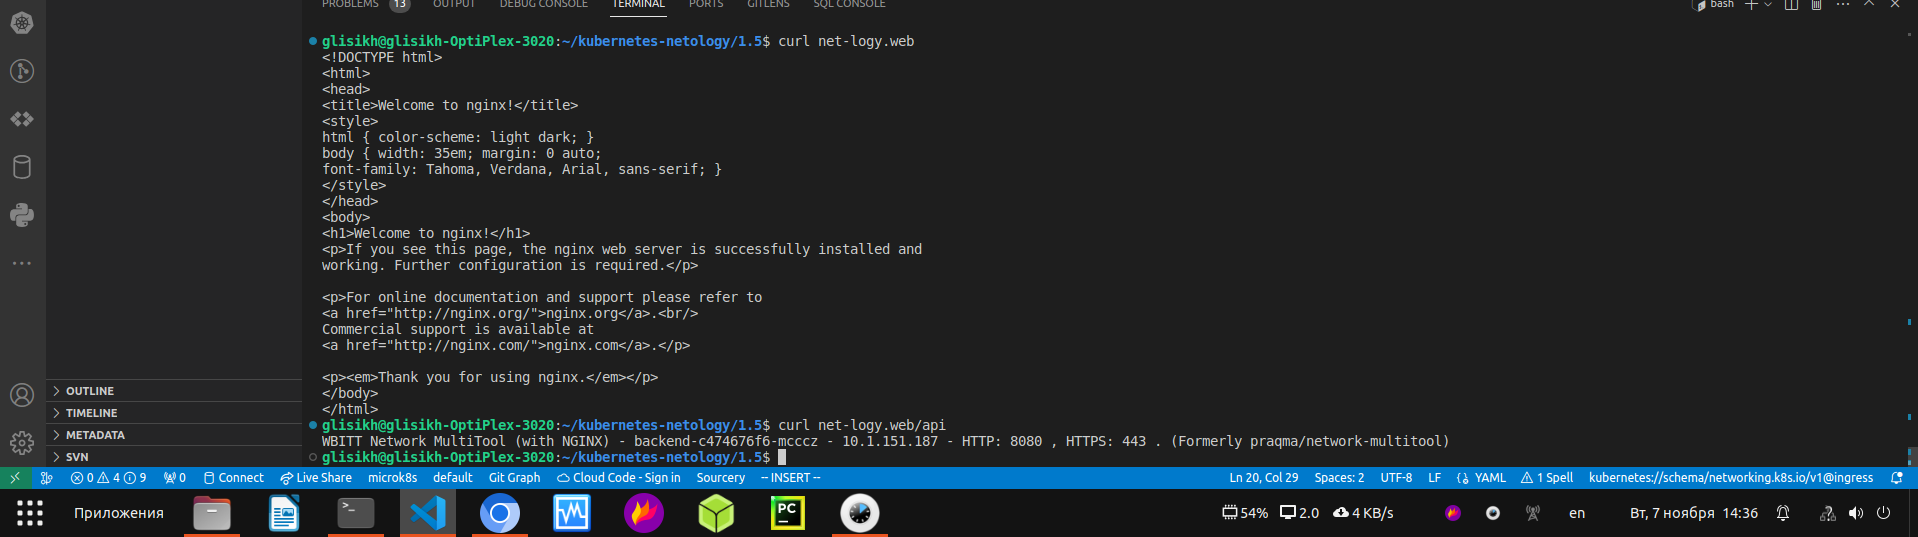 PROBLEMS 13 OUTPUT DEBUG CONSOLE TERMINAL PORTS GITLENS SQL CONSOLE bash
glisikh@glisikh-OptiPlex-3020:~/kubernetes-netology/1.5$ curl net-logy.web
<!DOCTYPE html>
<html>
<head>
<title>Welcome to nginx!</title>
<style>
html { color-scheme: light dark; }
body { width: 35em; margin: 0 auto;
font-family: Tahoma, Verdana, Arial, sans-serif; }
</style>
</head>
<body>
<h1>Welcome to nginx!</h1>
<p>If you see this page, the nginx web server is successfully installed and
working. Further configuration is required.</p>
<p>For online documentation and support please refer to
<a href="http://nginx.org/">nginx.org</a>.<br/>
Commercial support is available at
<a href="http://nginx.com/">nginx.com</a>.</p>
<p><em>Thank you for using nginx.</em></p>
</body>
</html>
glisikh@glisikh-OptiPlex-3020:~/kubernetes-netology/1.5$ curl net-logy.web/api
WBITT Network MultiTool (with NGINX) - backend-c474676f6-mcccz - 10.1.151.187 - HTTP: 8080 , HTTPS: 443 . (Formerly praqma/network-multitool)
glisikh@glisikh-OptiPlex-3020:~/kubernetes-netology/1.5$
OUTLINE
TIMELINE
METADATA
SVN
0 4 9 0 Connect Live Share microk8s default Git Graph Cloud Code - Sign in Sourcery -- INSERT -- Ln 20, Col 29 Spaces: 2 UTF-8 LF YAML 1 Spell kubernetes://schema/networking.k8s.io/v1@ingress
Приложения >_ PC 54% 2.0 4 KB/s en Вт, 7 ноября 14:36